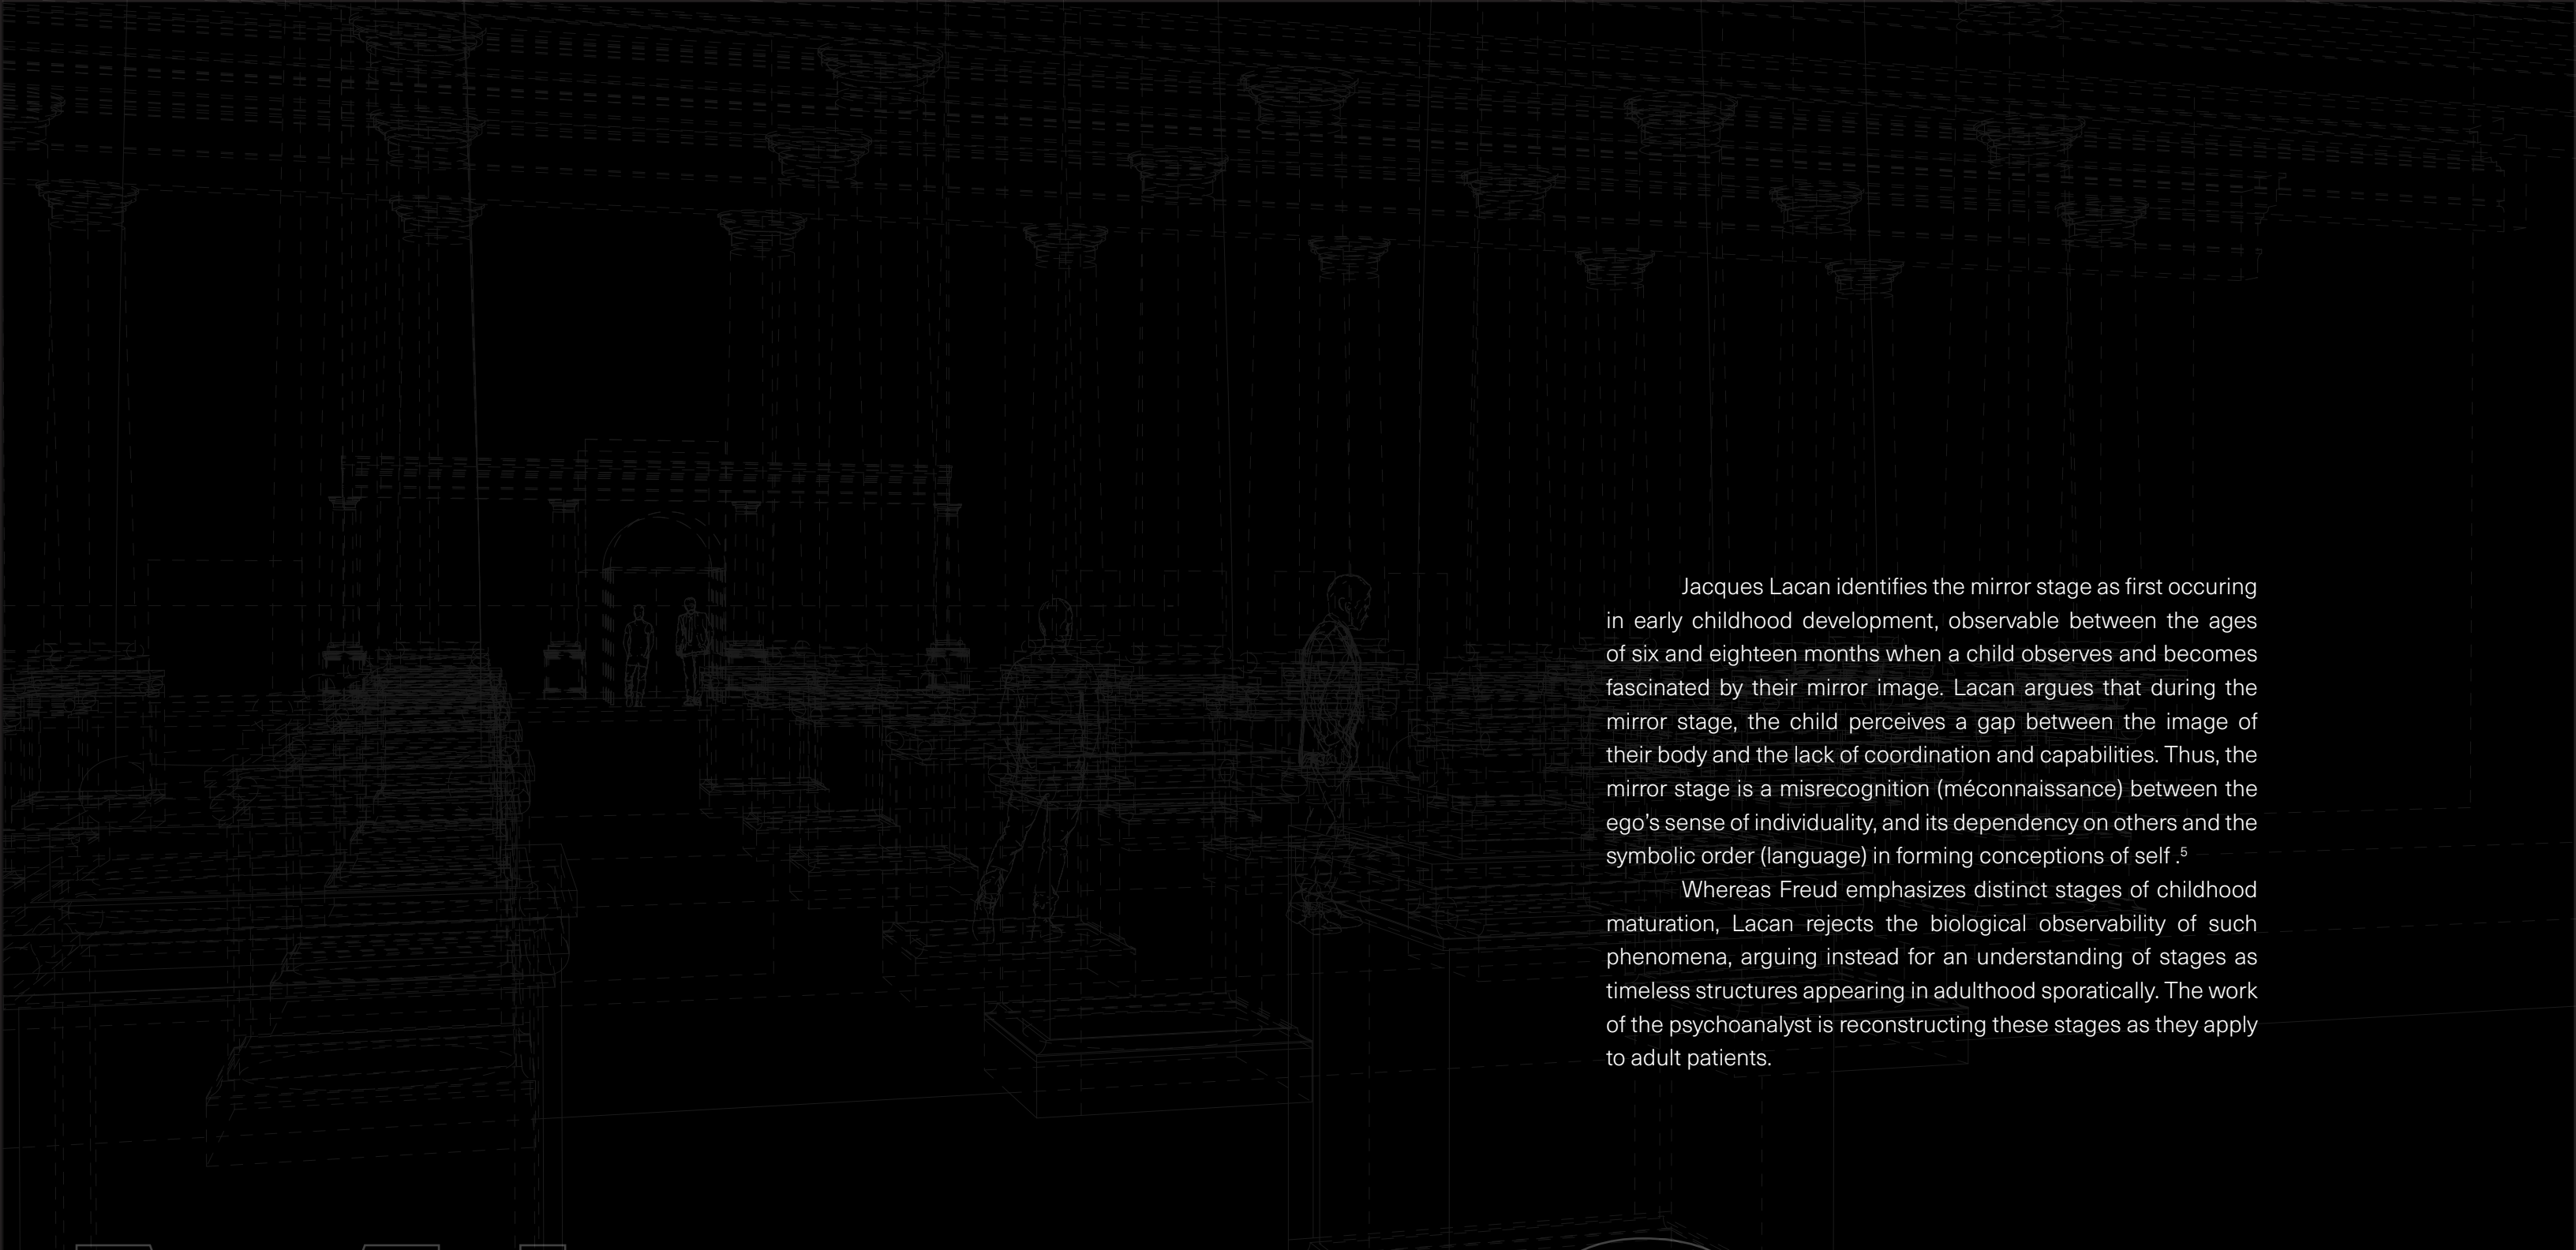 Jacques Lacan identifies the mirror stage as first occuring
in early childhood development, observable between the ages
of six and eighteen months when a child observes and becomes
fascinated by their mirror image. Lacan argues that during the
mirror stage, the child perceives a gap between the image of
their body and the lack of coordination and capabilities. Thus, the
mirror stage is a misrecognition (méconnaissance) between the
ego’s sense of individuality, and its dependency on others and the
symbolic order (language) in forming conceptions of self .⁵
Whereas Freud emphasizes distinct stages of childhood
maturation, Lacan rejects the biological observability of such
phenomena, arguing instead for an understanding of stages as
timeless structures appearing in adulthood sporatically. The work
of the psychoanalyst is reconstructing these stages as they apply
to adult patients.